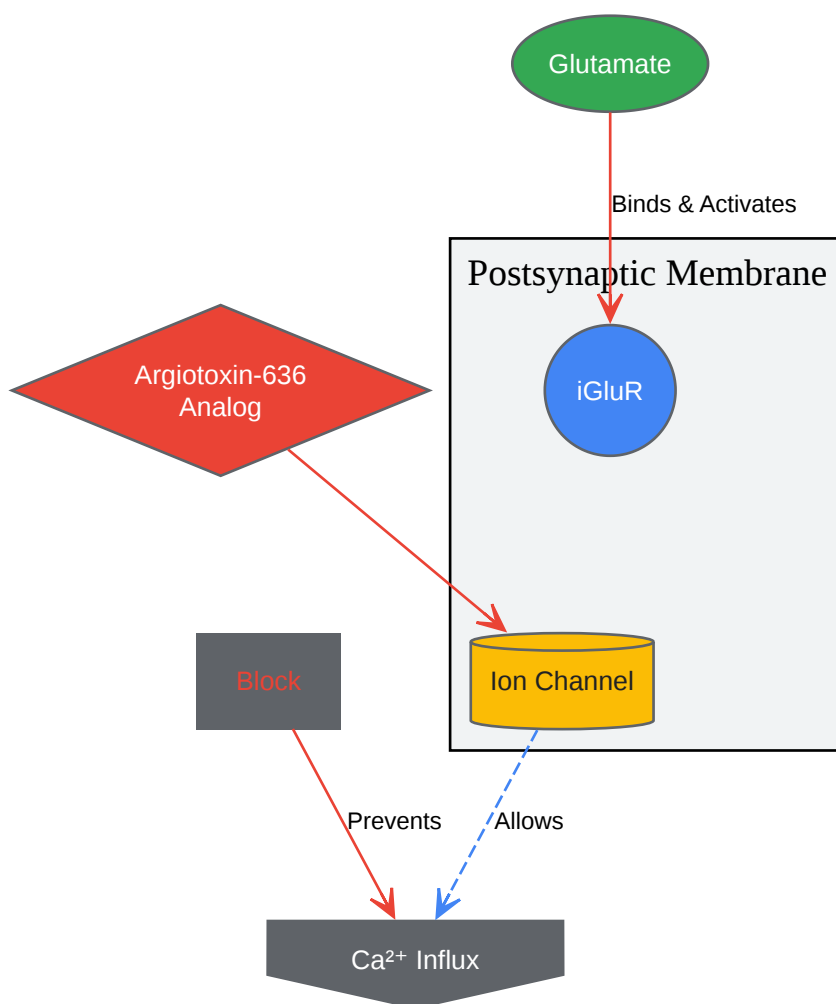 Glutamate
Binds & Activates
Postsynaptic Membrane
Argiotoxin-636
Analog
iGluR
Block
Ion Channel
Prevents
Allows
Ca²⁺ Influx